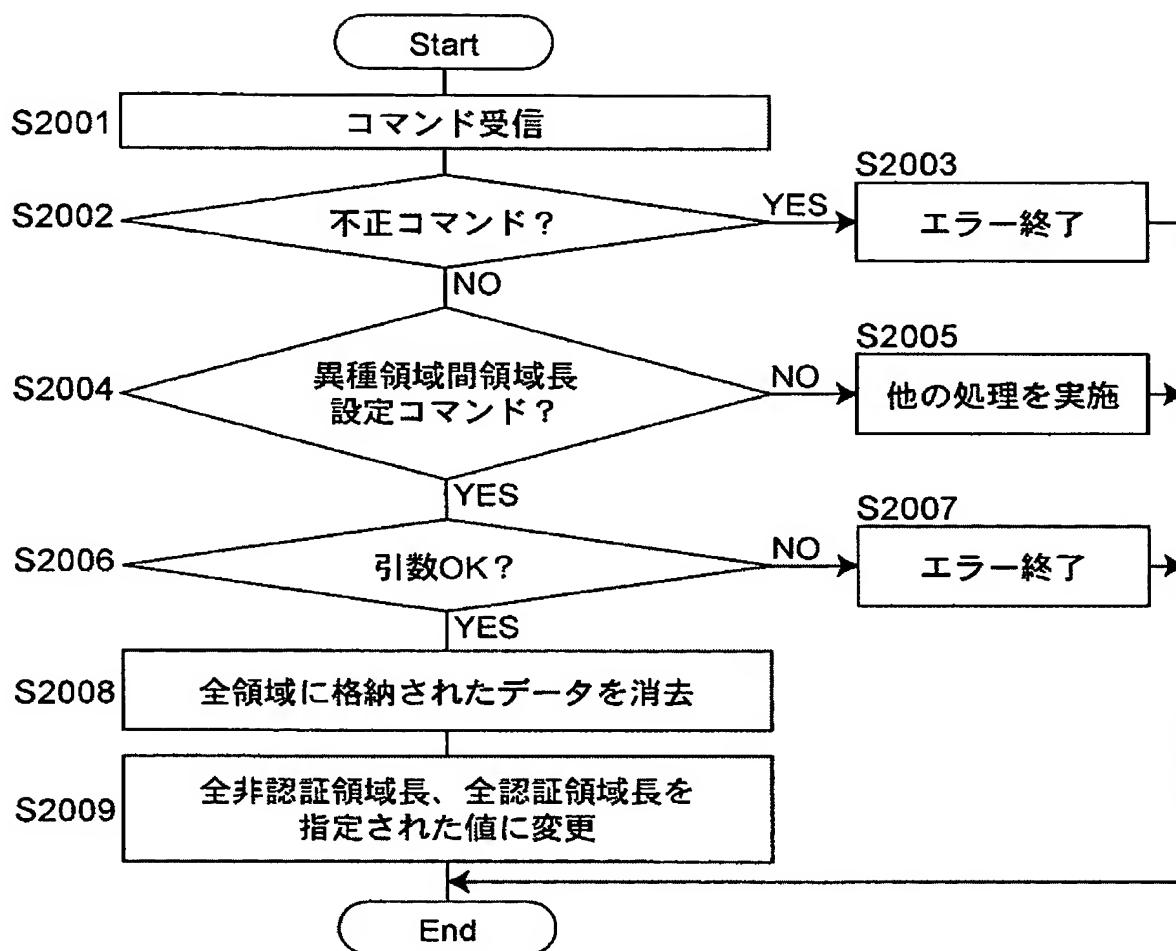 Start
S2001
コマンド受信
S2002
不正コマンド？
YES
S2003
エラー終了
NO
S2004
異種領域間領域長
設定コマンド？
NO
S2005
他の処理を実施
YES
S2006
引数OK？
NO
S2007
エラー終了
YES
S2008
全領域に格納されたデータを消去
S2009
全非認証領域長、全認証領域長を
指定された値に変更
End